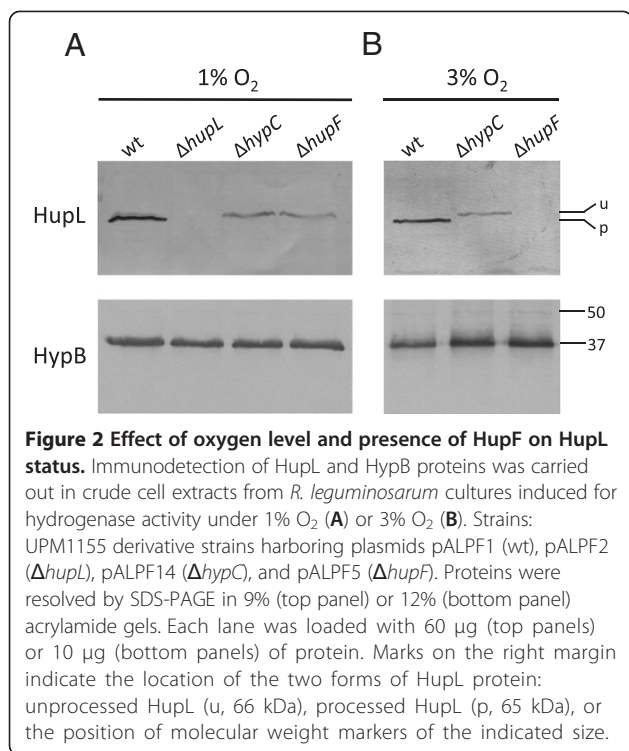 A
B
1% O2
3% O2
wt ΔhupL ΔhypC ΔhupF
wt ΔhypC ΔhupF
HupL
u
p
HypB
50
37
Figure 2 Effect of oxygen level and presence of HupF on HupL
status. Immunodetection of HupL and HypB proteins was carried
out in crude cell extracts from R. leguminosarum cultures induced for
hydrogenase activity under 1% O2 (A) or 3% O2 (B). Strains:
UPM1155 derivative strains harboring plasmids pALPF1 (wt), pALPF2
(ΔhupL), pALPF14 (ΔhypC), and pALPF5 (ΔhupF). Proteins were
resolved by SDS-PAGE in 9% (top panel) or 12% (bottom panel)
acrylamide gels. Each lane was loaded with 60 μg (top panels)
or 10 μg (bottom panels) of protein. Marks on the right margin
indicate the location of the two forms of HupL protein:
unprocessed HupL (u, 66 kDa), processed HupL (p, 65 kDa), or
the position of molecular weight markers of the indicated size.